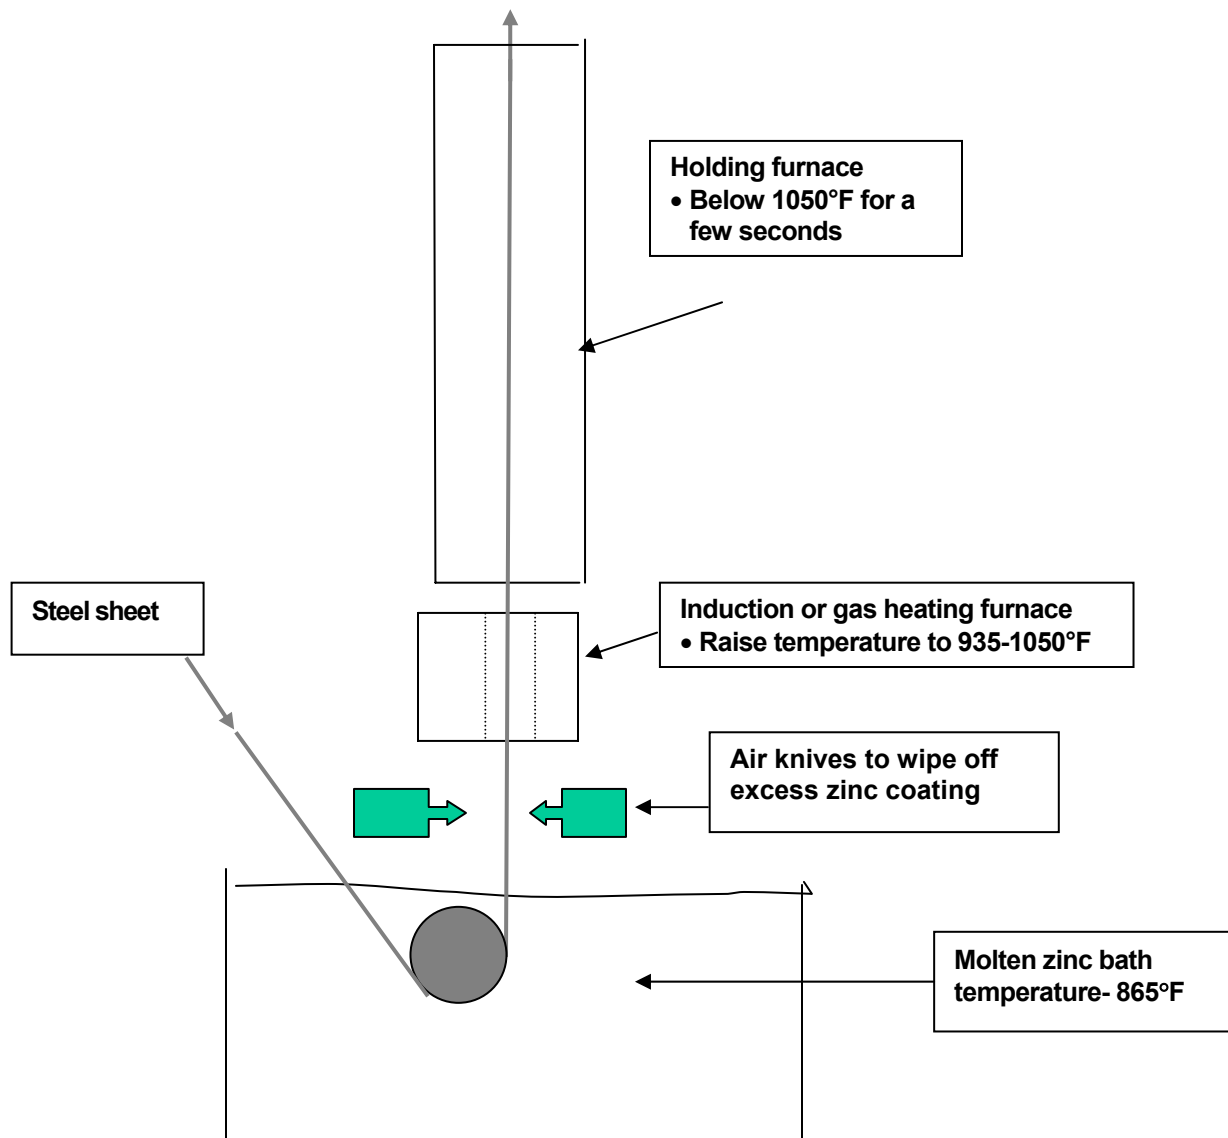 Holding furnace
• Below 1050°F for a
few seconds
Steel sheet
Induction or gas heating furnace
• Raise temperature to 935-1050°F
Air knives to wipe off
excess zinc coating
Molten zinc bath
temperature- 865°F